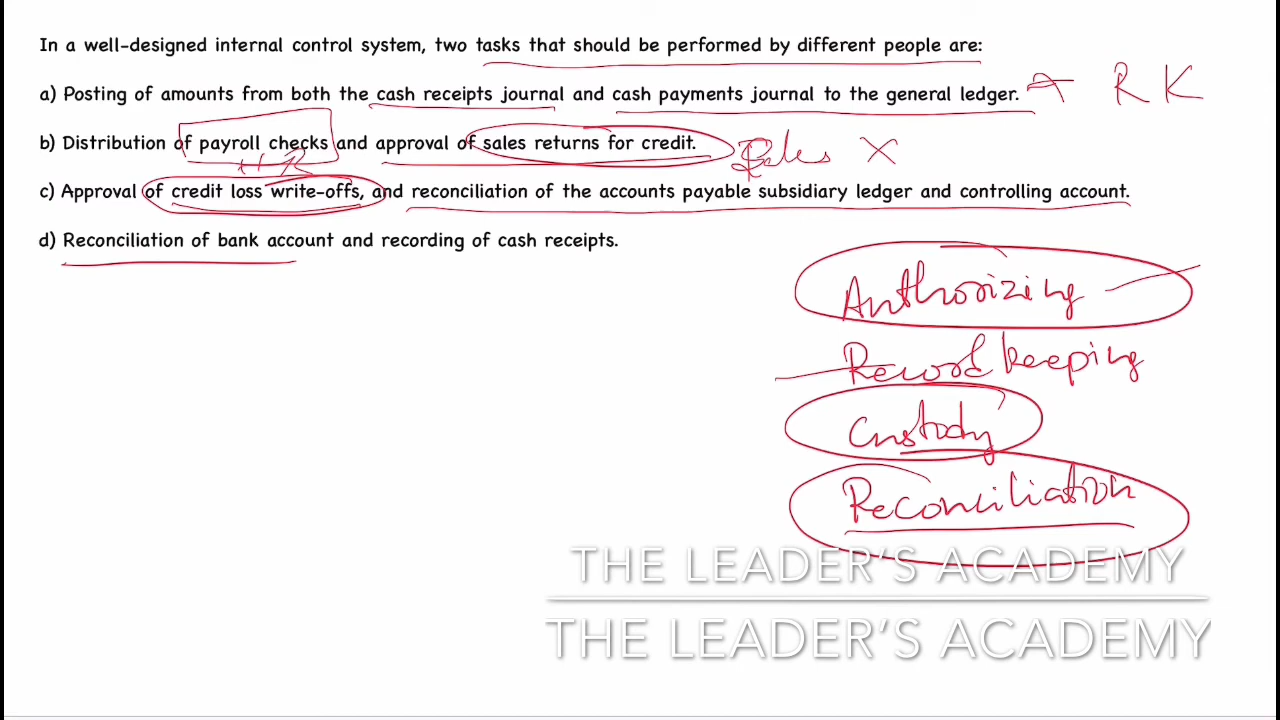 In a well-designed internal control system, two tasks that should be performed by different people are:
a) Posting of amounts from both the cash receipts journal and cash payments journal to the general ledger. A R K
b) Distribution of payroll checks and approval of sales returns for credit. Sales X
HR
c) Approval of credit loss write-offs, and reconciliation of the accounts payable subsidiary ledger and controlling account.
d) Reconciliation of bank account and recording of cash receipts.
Authorizing
Record keeping
Custody
Reconciliation
THE LEADER'S ACADEMY
THE LEADER'S ACADEMY